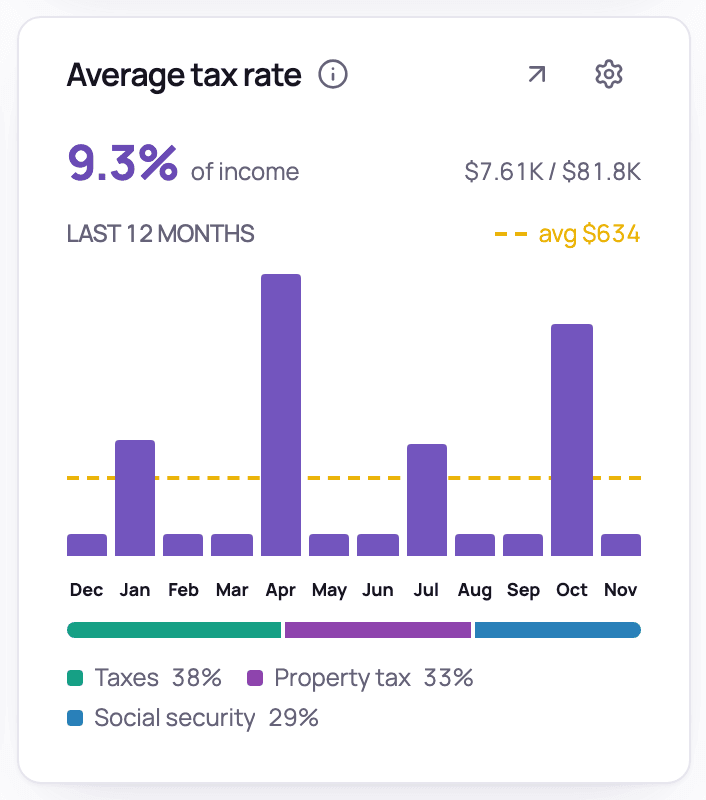 Average tax rate
9.3% of income $7.61K / $81.8K
LAST 12 MONTHS avg $634
Dec Jan Feb Mar Apr May Jun Jul Aug Sep Oct Nov
Taxes 38% Property tax 33%
Social security 29%